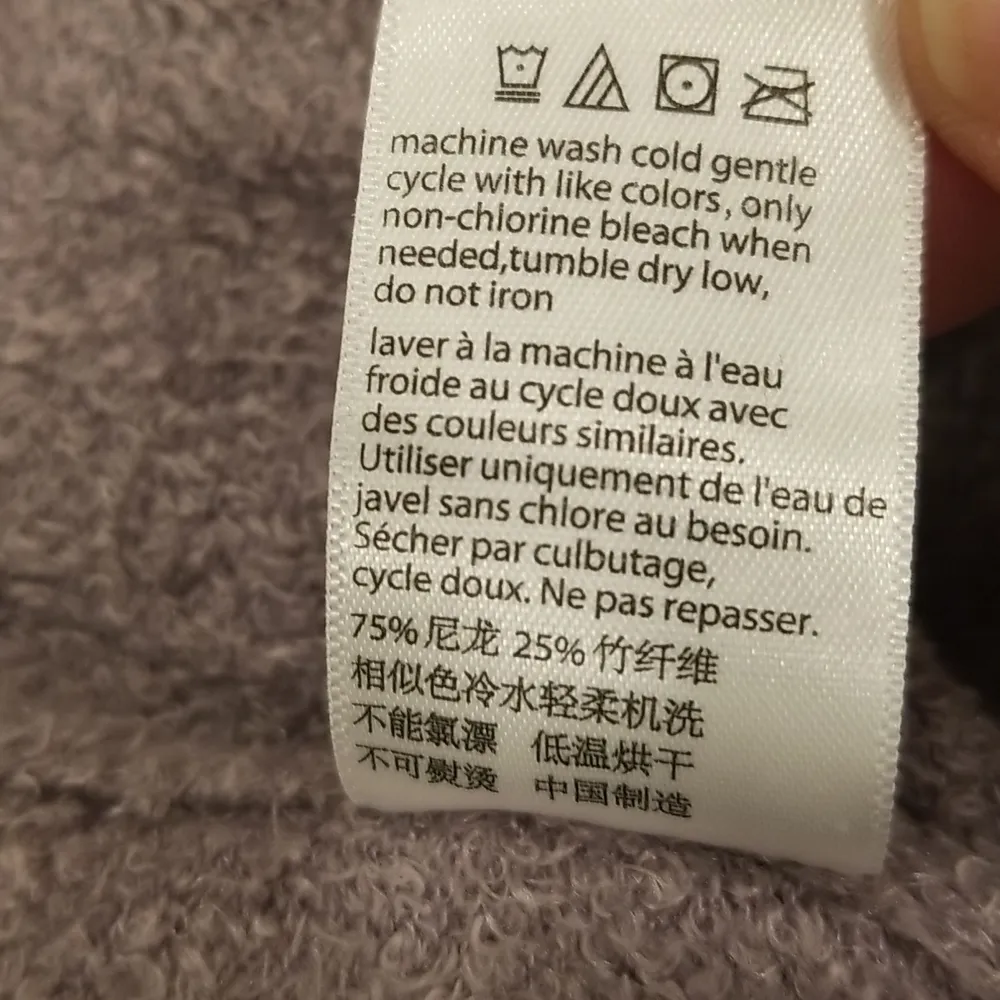 machine wash cold gentle
cycle with like colors, only
non-chlorine bleach when
needed,tumble dry low,
do not iron
laver à la machine à l'eau
froide au cycle doux avec
des couleurs similaires.
Utiliser uniquement de l'eau de
javel sans chlore au besoin.
Sécher par culbutage,
cycle doux. Ne pas repasser.
75%尼龙 25%竹纤维
相似色冷水轻柔机洗
不能氯漂 低温烘干
不可熨烫 中国制造